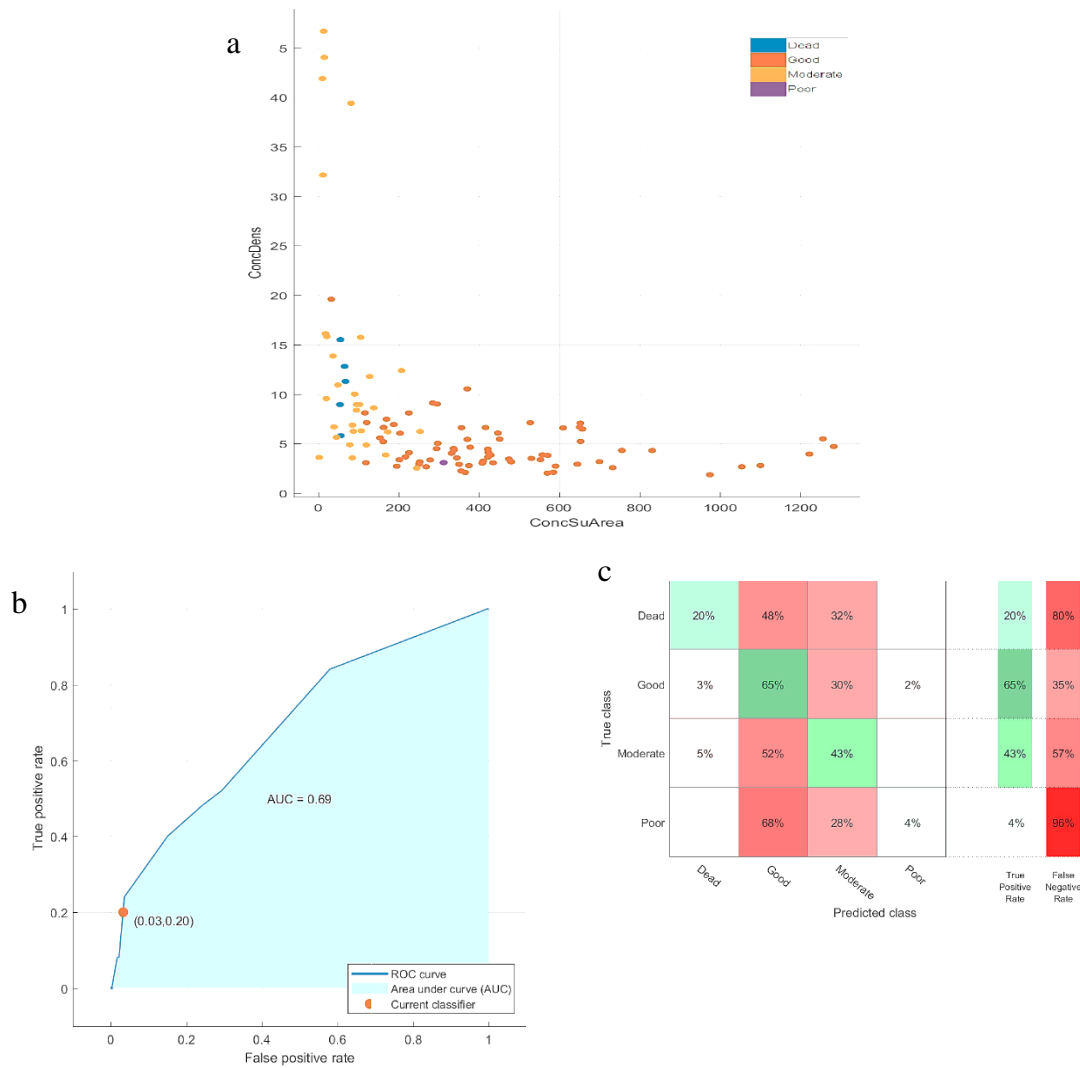 a
Dead
Good
Moderate
Poor
5
40
30
25
20
15
10
5
0
ConcDens
0 200 400 600 800 1000 1200
ConcSuArea
b
1
0.8
0.6
0.4
0.2
0
True positive rate
AUC = 0.69
(0.03,0.20)
ROC curve
Area under curve (AUC)
Current classifier
0 0.2 0.4 0.6 0.8 1
False positive rate
c
True class
Dead 20% 48% 32% 20% 80%
Good 3% 65% 30% 2% 65% 35%
Moderate 5% 52% 43% 43% 57%
Poor 68% 28% 4% 4% 96%
Dead Good Moderate Poor
True Positive Rate
False Negative Rate
Predicted class